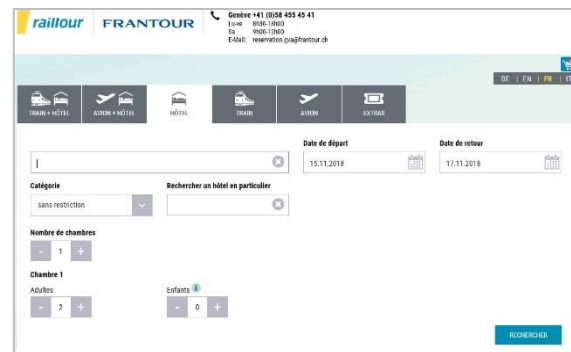 railtour FRANTOUR
Genève +41 (0)58 455 45 41
Lu-ve 8h30-18h00
Sa 9h00-12h00
E-Mail: reservation.gva@frantour.ch
DE | EN | FR | IT
TRAIN + HÔTEL AVION + HÔTEL HÔTEL TRAIN AVION EXTRAS
Date de départ Date de retour
15.11.2018 17.11.2018
Catégorie Rechercher un hôtel en particulier
sans restriction
Nombre de chambres
- 1 +
Chambre 1
Adultes Enfants i
- 2 + - 0 +
RECHERCHER